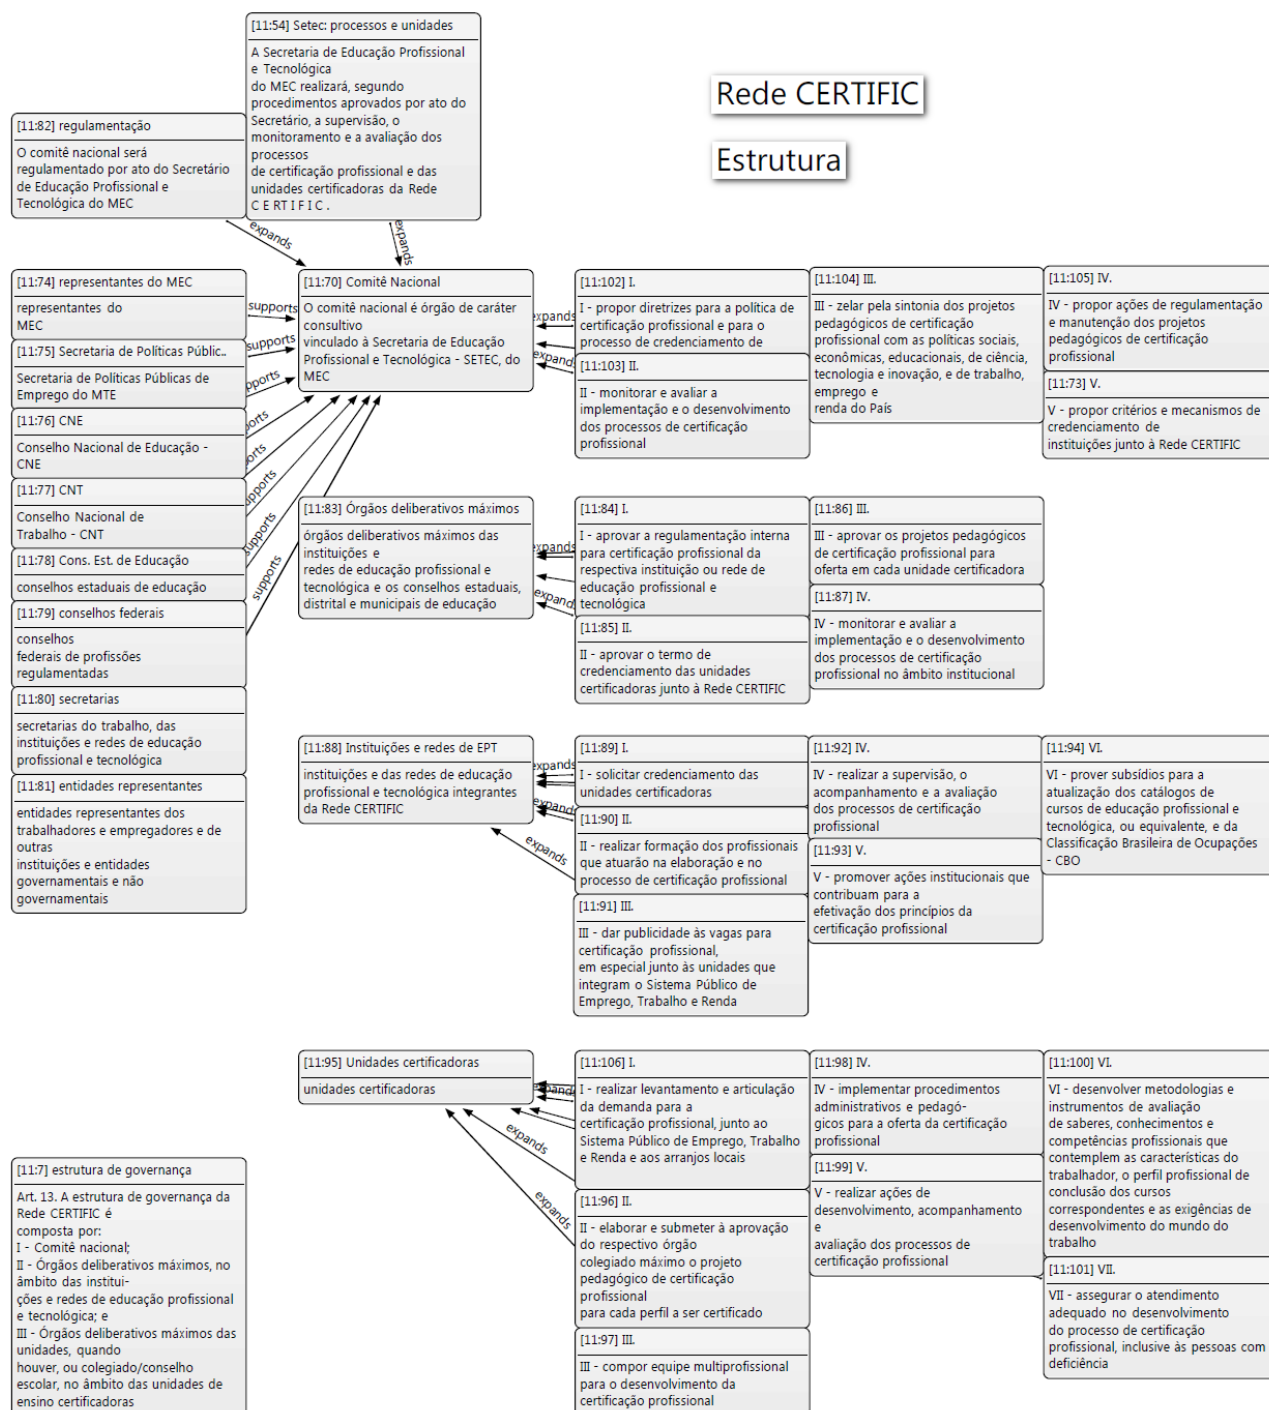 [11:54] Setec: processos e unidades
A Secretaria de Educação Profissional
e Tecnológica
do MEC realizará, segundo
procedimentos aprovados por ato do
Secretário, a supervisão, o
monitoramento e a avaliação dos
processos
de certificação profissional e das
unidades certificadoras da Rede
C E R T I F I C .
Rede CERTIFIC
Estrutura
[11:82] regulamentação
O comitê nacional será
regulamentado por ato do Secretário
de Educação Profissional e
Tecnológica do MEC
expands
expands
[11:74] representantes do MEC
representantes do
MEC
[11:75] Secretaria de Políticas Públic..
Secretaria de Políticas Públicas de
Emprego do MTE
[11:76] CNE
Conselho Nacional de Educação -
CNE
[11:77] CNT
Conselho Nacional de
Trabalho - CNT
[11:78] Cons. Est. de Educação
conselhos estaduais de educação
[11:79] conselhos federais
conselhos
federais de profissões
regulamentadas
[11:80] secretarias
secretarias do trabalho, das
instituições e redes de educação
profissional e tecnológica
[11:81] entidades representantes
entidades representantes dos
trabalhadores e empregadores e de
outras
instituições e entidades
governamentais e não
governamentais
supports
supports
pports
ports
ports
supports
supports
supports
[11:70] Comitê Nacional
O comitê nacional é órgão de caráter
consultivo
vinculado à Secretaria de Educação
Profissional e Tecnológica - SETEC, do
MEC
expands
expands
[11:102] I.
I - propor diretrizes para a política de
certificação profissional e para o
processo de credenciamento de
[11:103] II.
II - monitorar e avaliar a
implementação e o desenvolvimento
dos processos de certificação
profissional
[11:104] III.
III - zelar pela sintonia dos projetos
pedagógicos de certificação
profissional com as políticas sociais,
econômicas, educacionais, de ciência,
tecnologia e inovação, e de trabalho,
emprego e
renda do País
[11:105] IV.
IV - propor ações de regulamentação
e manutenção dos projetos
pedagógicos de certificação
profissional
[11:73] V.
V - propor critérios e mecanismos de
credenciamento de
instituições junto à Rede CERTIFIC
[11:83] Órgãos deliberativos máximos
órgãos deliberativos máximos das
instituições e
redes de educação profissional e
tecnológica e os conselhos estaduais,
distrital e municipais de educação
expands
expands
[11:84] I.
I - aprovar a regulamentação interna
para certificação profissional da
respectiva instituição ou rede de
educação profissional e
tecnológica
[11:85] II.
II - aprovar o termo de
credenciamento das unidades
certificadoras junto à Rede CERTIFIC
[11:86] III.
III - aprovar os projetos pedagógicos
de certificação profissional para
oferta em cada unidade certificadora
[11:87] IV.
IV - monitorar e avaliar a
implementação e o desenvolvimento
dos processos de certificação
profissional no âmbito institucional
[11:88] Instituições e redes de EPT
instituições e das redes de educação
profissional e tecnológica integrantes
da Rede CERTIFIC
expands
expands
expands
[11:89] I.
I - solicitar credenciamento das
unidades certificadoras
[11:90] II.
II - realizar formação dos profissionais
que atuarão na elaboração e no
processo de certificação profissional
[11:91] III.
III - dar publicidade às vagas para
certificação profissional,
em especial junto às unidades que
integram o Sistema Público de
Emprego, Trabalho e Renda
[11:92] IV.
IV - realizar a supervisão, o
acompanhamento e a avaliação
dos processos de certificação
profissional
[11:93] V.
V - promover ações institucionais que
contribuam para a
efetivação dos princípios da
certificação profissional
[11:94] VI.
VI - prover subsídios para a
atualização dos catálogos de
cursos de educação profissional e
tecnológica, ou equivalente, e da
Classificação Brasileira de Ocupações
- CBO
[11:95] Unidades certificadoras
unidades certificadoras
expands
expands
expands
[11:106] I.
I - realizar levantamento e articulação
da demanda para a
certificação profissional, junto ao
Sistema Público de Emprego, Trabalho
e Renda e aos arranjos locais
[11:96] II.
II - elaborar e submeter à aprovação
do respectivo órgão
colegiado máximo o projeto
pedagógico de certificação
profissional
para cada perfil a ser certificado
[11:97] III.
III - compor equipe multiprofissional
para o desenvolvimento da
certificação profissional
[11:98] IV.
IV - implementar procedimentos
administrativos e pedagó-
gicos para a oferta da certificação
profissional
[11:99] V.
V - realizar ações de
desenvolvimento, acompanhamento
e
avaliação dos processos de
certificação profissional
[11:100] VI.
VI - desenvolver metodologias e
instrumentos de avaliação
de saberes, conhecimentos e
competências profissionais que
contemplem as características do
trabalhador, o perfil profissional de
conclusão dos cursos
correspondentes e as exigências de
desenvolvimento do mundo do
trabalho
[11:101] VII.
VII - assegurar o atendimento
adequado no desenvolvimento
do processo de certificação
profissional, inclusive às pessoas com
deficiência
[11:7] estrutura de governança
Art. 13. A estrutura de governança da
Rede CERTIFIC é
composta por:
I - Comitê nacional;
II - Órgãos deliberativos máximos, no
âmbito das institui-
ções e redes de educação profissional
e tecnológica; e
III - Órgãos deliberativos máximos das
unidades, quando
houver, ou colegiado/conselho
escolar, no âmbito das unidades de
ensino certificadoras